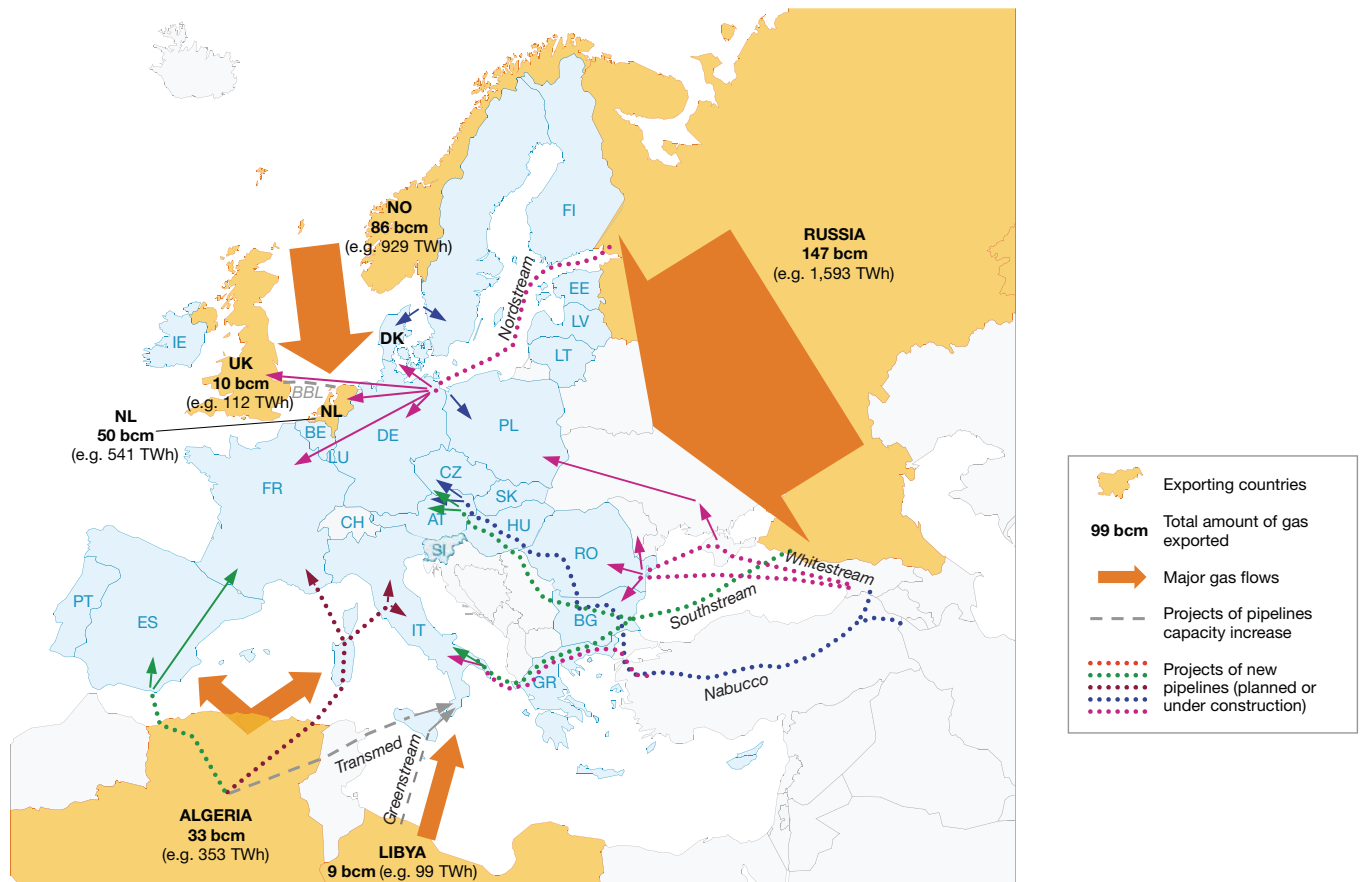 NO
86 bcm
(e.g. 929 TWh)
RUSSIA
147 bcm
(e.g. 1,593 TWh)
FI
Nordstream
EE
LV
LT
DK
IE
UK
10 bcm
(e.g. 112 TWh)
BBL
NL
NL
50 bcm
(e.g. 541 TWh)
BE
LU
DE
PL
FR
CZ
SK
CH
AT
HU
SI
RO
Whitestream
Southstream
BG
PT
ES
IT
GR
Nabucco
Transmed
Greenstream
ALGERIA
33 bcm
(e.g. 353 TWh)
LIBYA
9 bcm (e.g. 99 TWh)
Exporting countries
99 bcm
Total amount of gas
exported
Major gas flows
Projects of pipelines
capacity increase
Projects of new
pipelines (planned or
under construction)